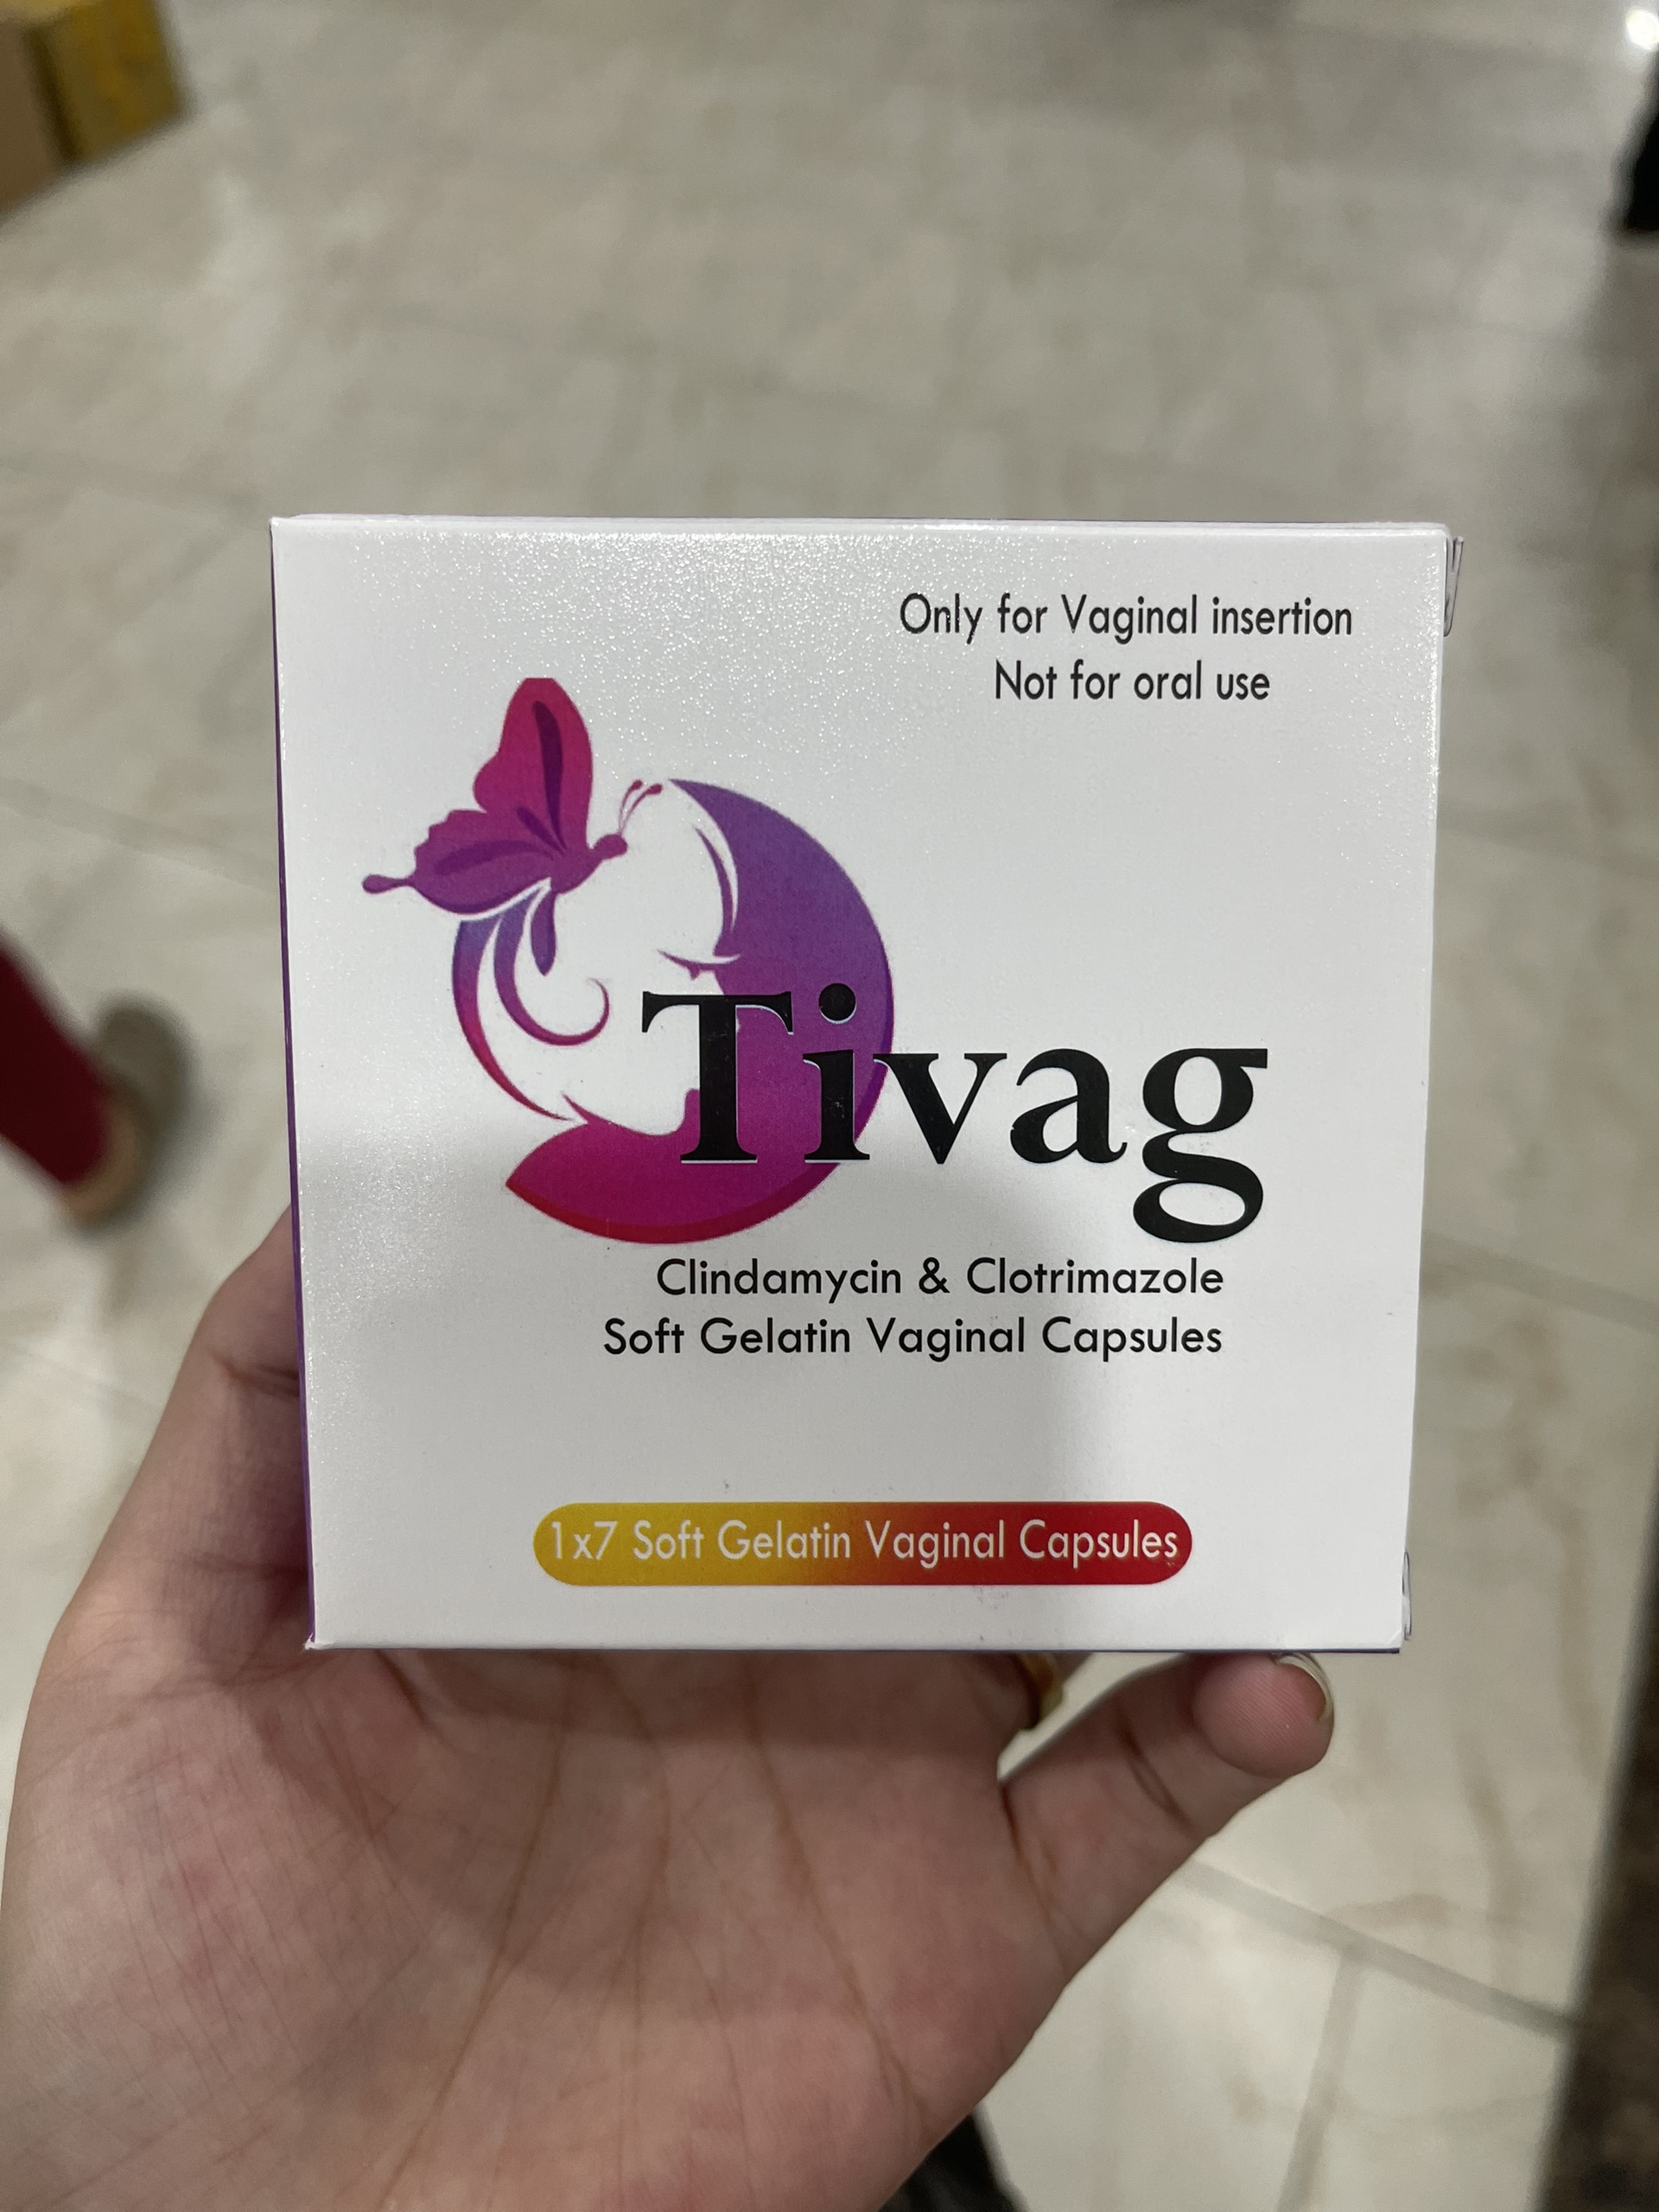 Only for Vaginal insertion
Not for oral use
Tivag
Clindamycin & Clotrimazole
Soft Gelatin Vaginal Capsules
1x7 Soft Gelatin Vaginal Capsules